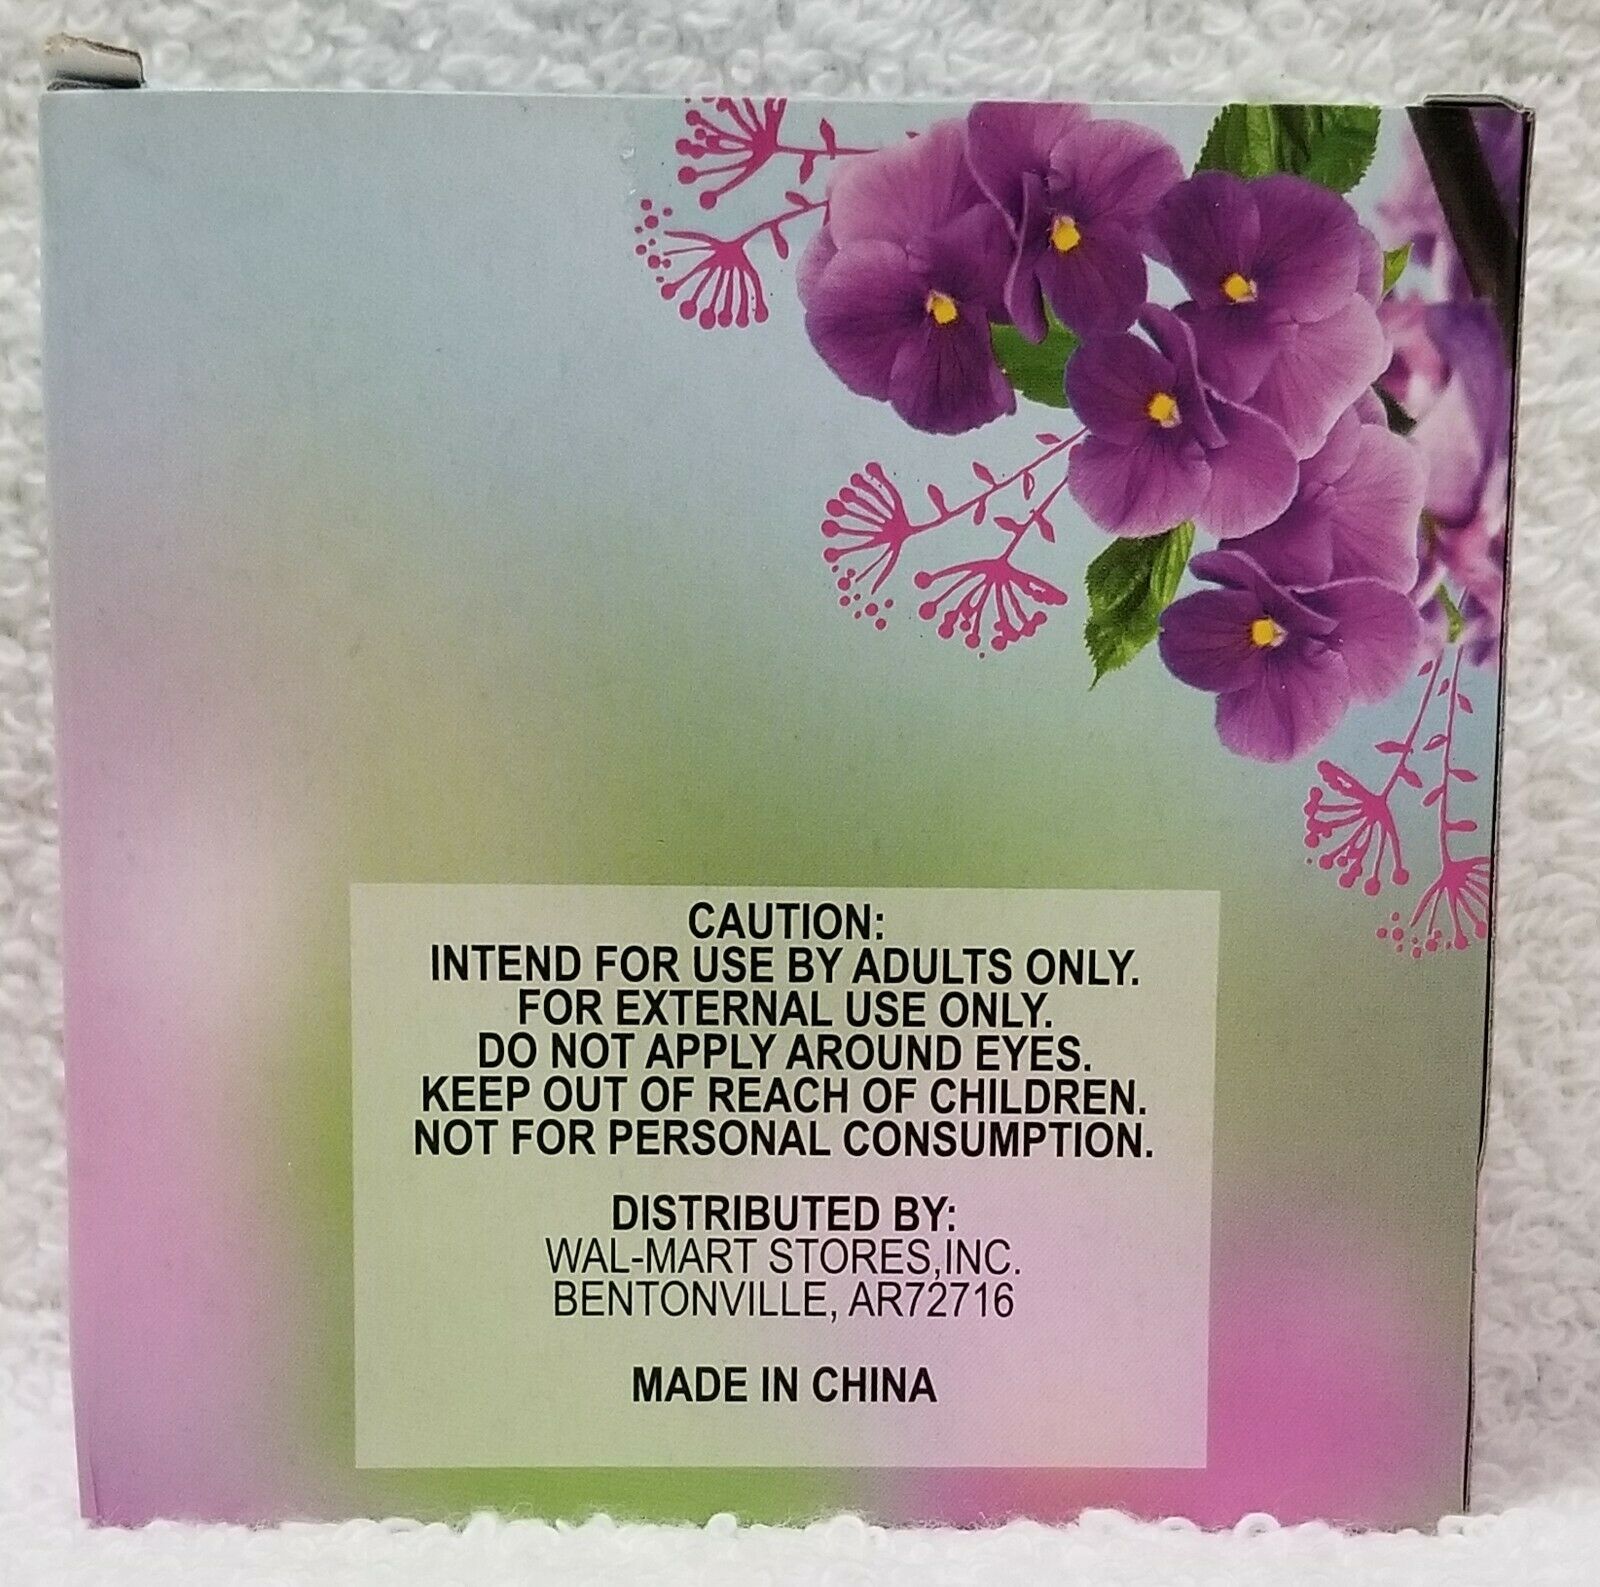 CAUTION:
INTEND FOR USE BY ADULTS ONLY.
FOR EXTERNAL USE ONLY.
DO NOT APPLY AROUND EYES.
KEEP OUT OF REACH OF CHILDREN.
NOT FOR PERSONAL CONSUMPTION.
DISTRIBUTED BY:
WAL-MART STORES,INC.
BENTONVILLE, AR72716
MADE IN CHINA